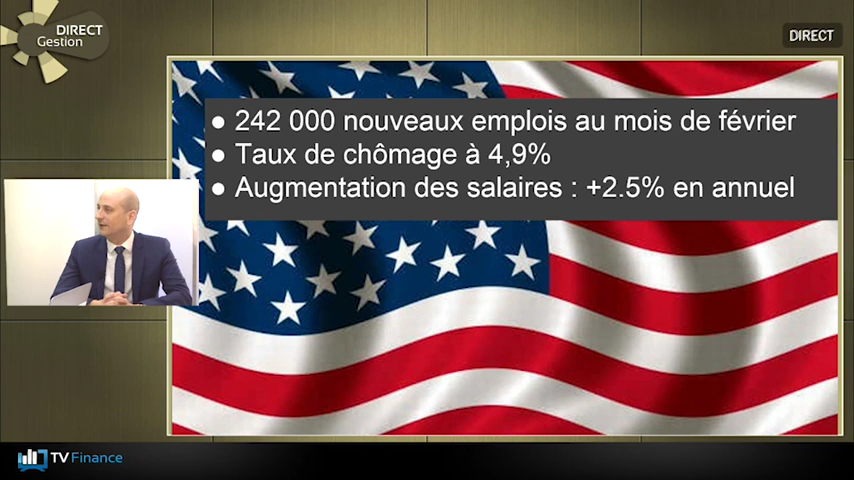 DIRECT
Gestion
DIRECT
● 242 000 nouveaux emplois au mois de février
● Taux de chômage à 4,9%
● Augmentation des salaires : +2.5% en annuel
TV Finance